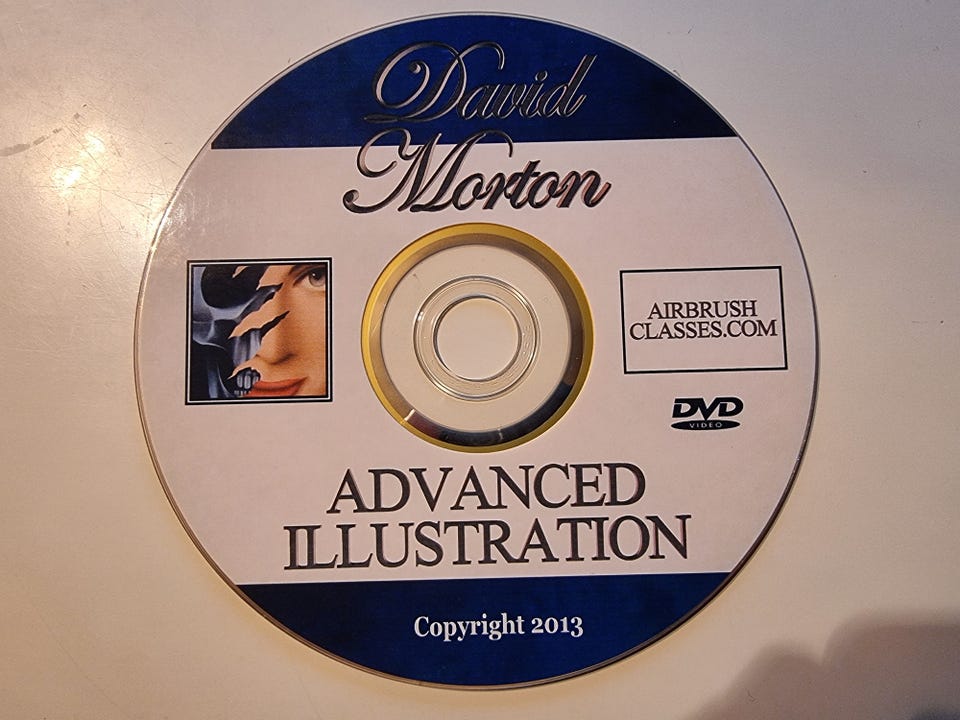 David
Morton
AIRBRUSH
CLASSES.COM
DVD
VIDEO
ADVANCED
ILLUSTRATION
Copyright 2013